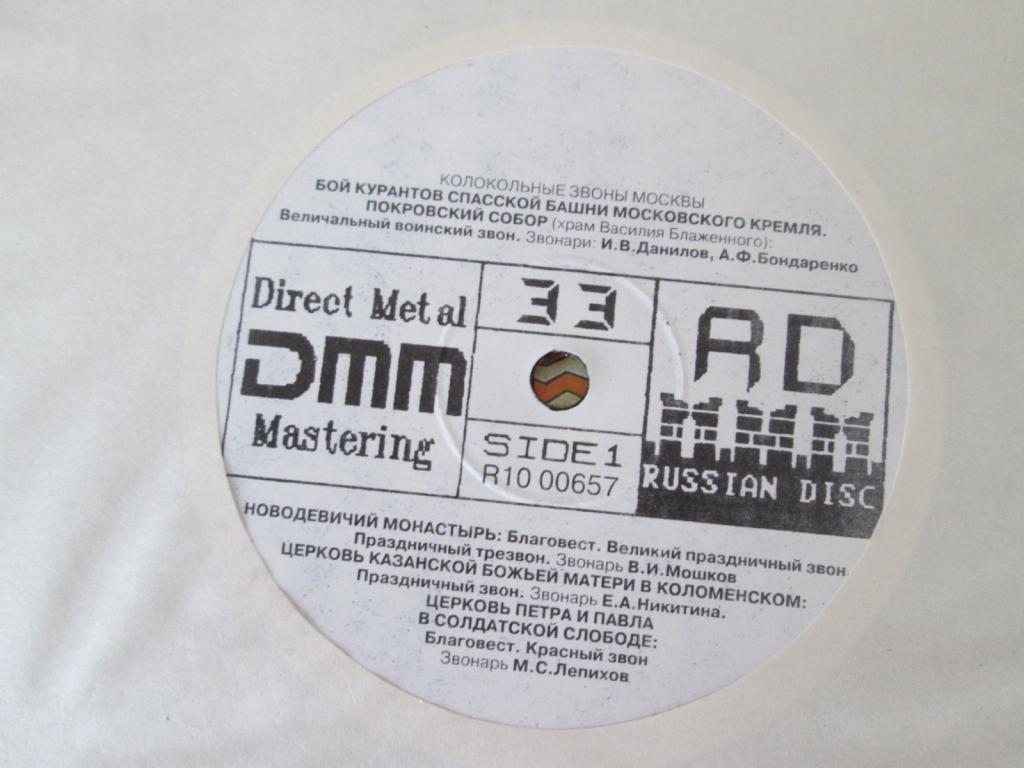 КОЛОКОЛЬНЫЕ ЗВОНЫ МОСКВЫ
БОЙ КУРАНТОВ СПАССКОЙ БАШНИ МОСКОВСКОГО КРЕМЛЯ.
ПОКРОВСКИЙ СОБОР (храм Василия Блаженного):
Величальный воинский звон. Звонари: И.В.Данилов, А.Ф.Бондаренко
Direct Metal
DMM
Mastering
33
SIDE 1
R10 00657
RD
RUSSIAN DISC
НОВОДЕВИЧИЙ МОНАСТЫРЬ: Благовест. Великий праздничный звон.
Праздничный трезвон. Звонарь В.И.Мошков
ЦЕРКОВЬ КАЗАНСКОЙ БОЖЬЕЙ МАТЕРИ В КОЛОМЕНСКОМ:
Праздничный звон. Звонарь Е.А.Никитина.
ЦЕРКОВЬ ПЕТРА И ПАВЛА
В СОЛДАТСКОЙ СЛОБОДЕ:
Благовест. Красный звон
Звонарь М.С.Лепихов